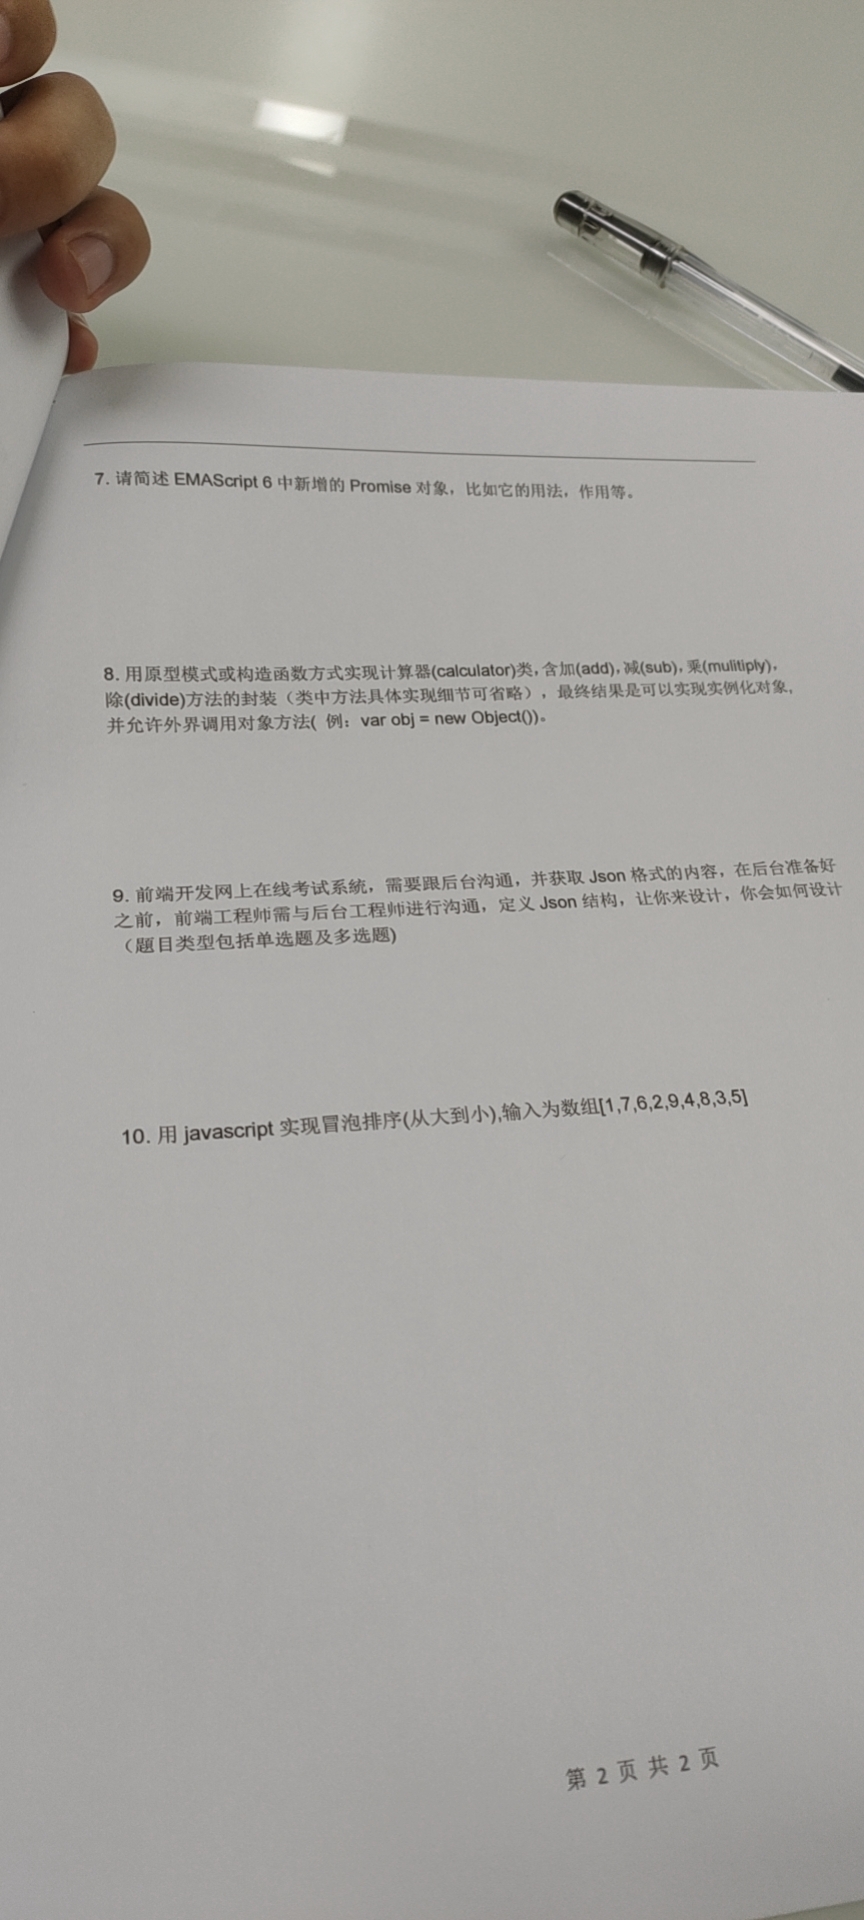 7. 请简述 EMAScript 6 中新增的 Promise 对象，比如它的用法，作用等。
8. 用原型模式或构造函数方式实现计算器(calculator)类,含加(add),减(sub),乘(mulitiply),
除(divide)方法的封装（类中方法具体实现细节可省略），最终结果是可以实现实例化对象,
并允许外界调用对象方法( 例：var obj = new Object())。
9. 前端开发网上在线考试系统，需要跟后台沟通，并获取 Json 格式的内容，在后台准备好
之前，前端工程师需与后台工程师进行沟通，定义 Json 结构，让你来设计，你会如何设计
（题目类型包括单选题及多选题)
10. 用 javascript 实现冒泡排序(从大到小),输入为数组[1,7,6,2,9,4,8,3,5]
第 2 页 共 2 页